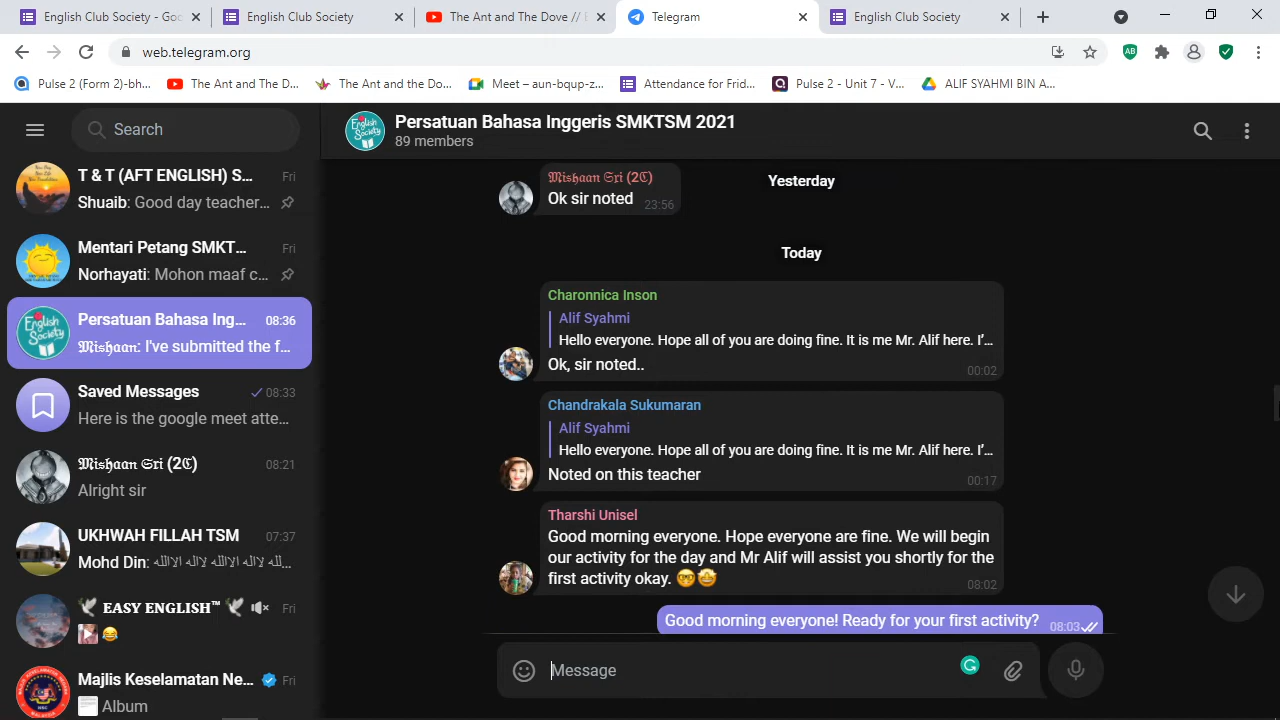 English Club Society - Goo
English Club Society
The Ant and The Dove // E
Telegram
English Club Society
web.telegram.org
Pulse 2 (Form 2)-bh...
The Ant and The D...
The Ant and the Do...
Meet – aun-bqup-z...
Attendance for Frid...
Pulse 2 - Unit 7 - V...
ALIF SYAHMI BIN A...
Search
T & T (AFT ENGLISH) S... Fri
Shuaib: Good day teacher...
Mentari Petang SMKT... Fri
Norhayati: Mohon maaf c...
Persatuan Bahasa Ing... 08:36
𝔐𝔦𝔰𝔥𝔞𝔞𝔫: I've submitted the f...
Saved Messages 08:33
Here is the google meet atte...
𝔐𝔦𝔰𝔥𝔞𝔞𝔫 𝔖𝔯𝔦 (2ℭ) 08:21
Alright sir
UKHWAH FILLAH TSM 07:37
Mohd Din: لله لااله الاالله لااله الاالله...
🕊 𝐄𝐀𝐒𝐘 𝐄𝐍𝐆𝐋𝐈𝐒𝐇™ 🕊 Fri
😂
Majlis Keselamatan Ne... Fri
Album
English Society
Persatuan Bahasa Inggeris SMKTSM 2021
89 members
𝔐𝔦𝔰𝔥𝔞𝔞𝔫 𝔖𝔯𝔦 (2ℭ)
Ok sir noted 23:56
Yesterday
Today
Charonnica Inson
Alif Syahmi
Hello everyone. Hope all of you are doing fine. It is me Mr. Alif here. I'...
Ok, sir noted.. 00:02
Chandrakala Sukumaran
Alif Syahmi
Hello everyone. Hope all of you are doing fine. It is me Mr. Alif here. I'...
Noted on this teacher 00:17
Tharshi Unisel
Good morning everyone. Hope everyone are fine. We will begin
our activity for the day and Mr Alif will assist you shortly for the
first activity okay. 🤓🤩 08:02
Good morning everyone! Ready for your first activity? 08:03
Message